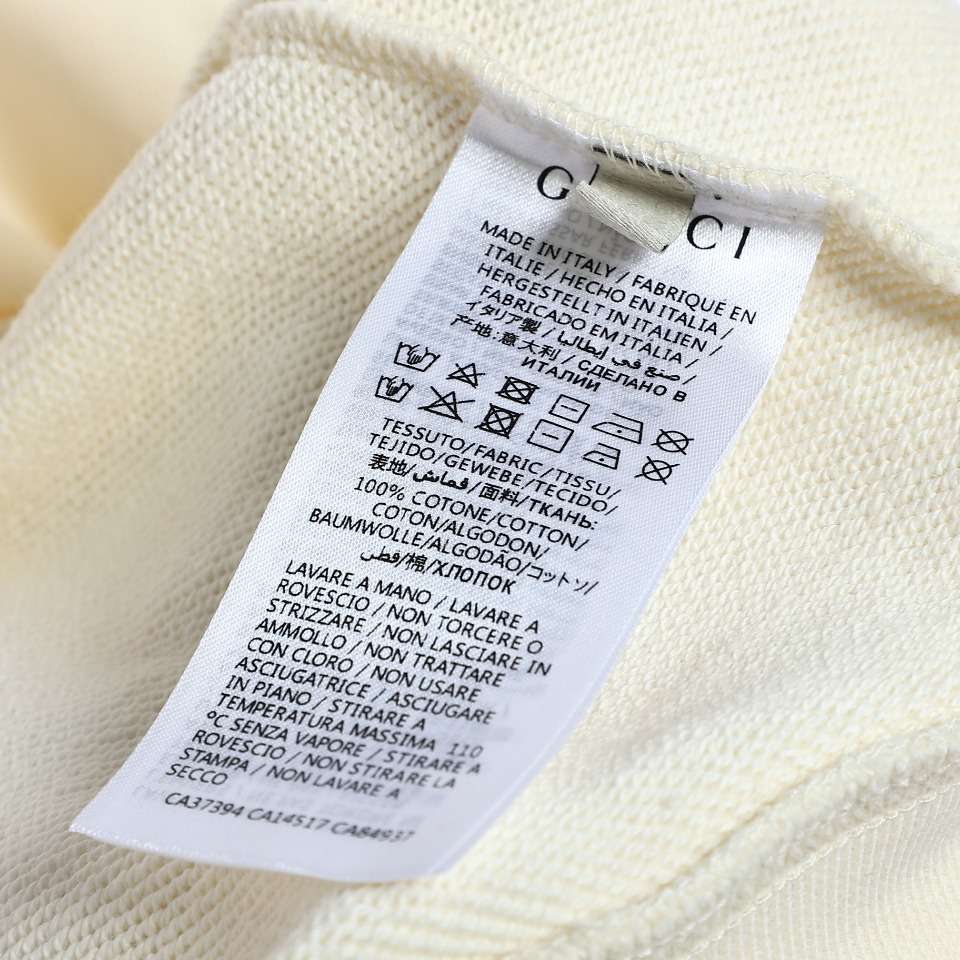 G CI
MADE IN ITALY / FABRIQUÉ EN
ITALIE / HECHO EN ITALIA /
HERGESTELLT IN ITALIEN /
FABRICADO EM ITÁLIA /
イタリア製 / صنع في إيطاليا /
产地:意大利 / СДЕЛАНО В
ИТАЛИИ
TESSUTO/FABRIC/TISSU/
TEJIDO/GEWEBE/TECIDO/
表地/قماش/面料/ТКАНЬ:
100% COTONE/COTTON/
COTON/ALGODON/
BAUMWOLLE/ALGODÃO/コットン/
قطن/棉/ХЛОПОК
LAVARE A MANO / LAVARE A
ROVESCIO / NON TORCERE O
STRIZZARE / NON LASCIARE IN
AMMOLLO / NON TRATTARE
CON CLORO / NON USARE
ASCIUGATRICE / ASCIUGARE
IN PIANO / STIRARE A
TEMPERATURA MASSIMA 110
ºC SENZA VAPORE / STIRARE A
ROVESCIO / NON STIRARE LA
STAMPA / NON LAVARE A
SECCO
CA37394 CA14517 CA84937